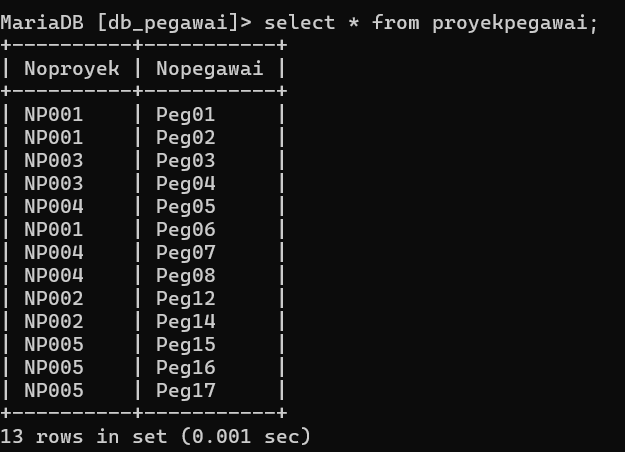 MariaDB [db_pegawai]> select * from proyekpegawai;
+----------+-----------+
| Noproyek | Nopegawai |
+----------+-----------+
| NP001    | Peg01     |
| NP001    | Peg02     |
| NP003    | Peg03     |
| NP003    | Peg04     |
| NP004    | Peg05     |
| NP001    | Peg06     |
| NP004    | Peg07     |
| NP004    | Peg08     |
| NP002    | Peg12     |
| NP002    | Peg14     |
| NP005    | Peg15     |
| NP005    | Peg16     |
| NP005    | Peg17     |
+----------+-----------+
13 rows in set (0.001 sec)